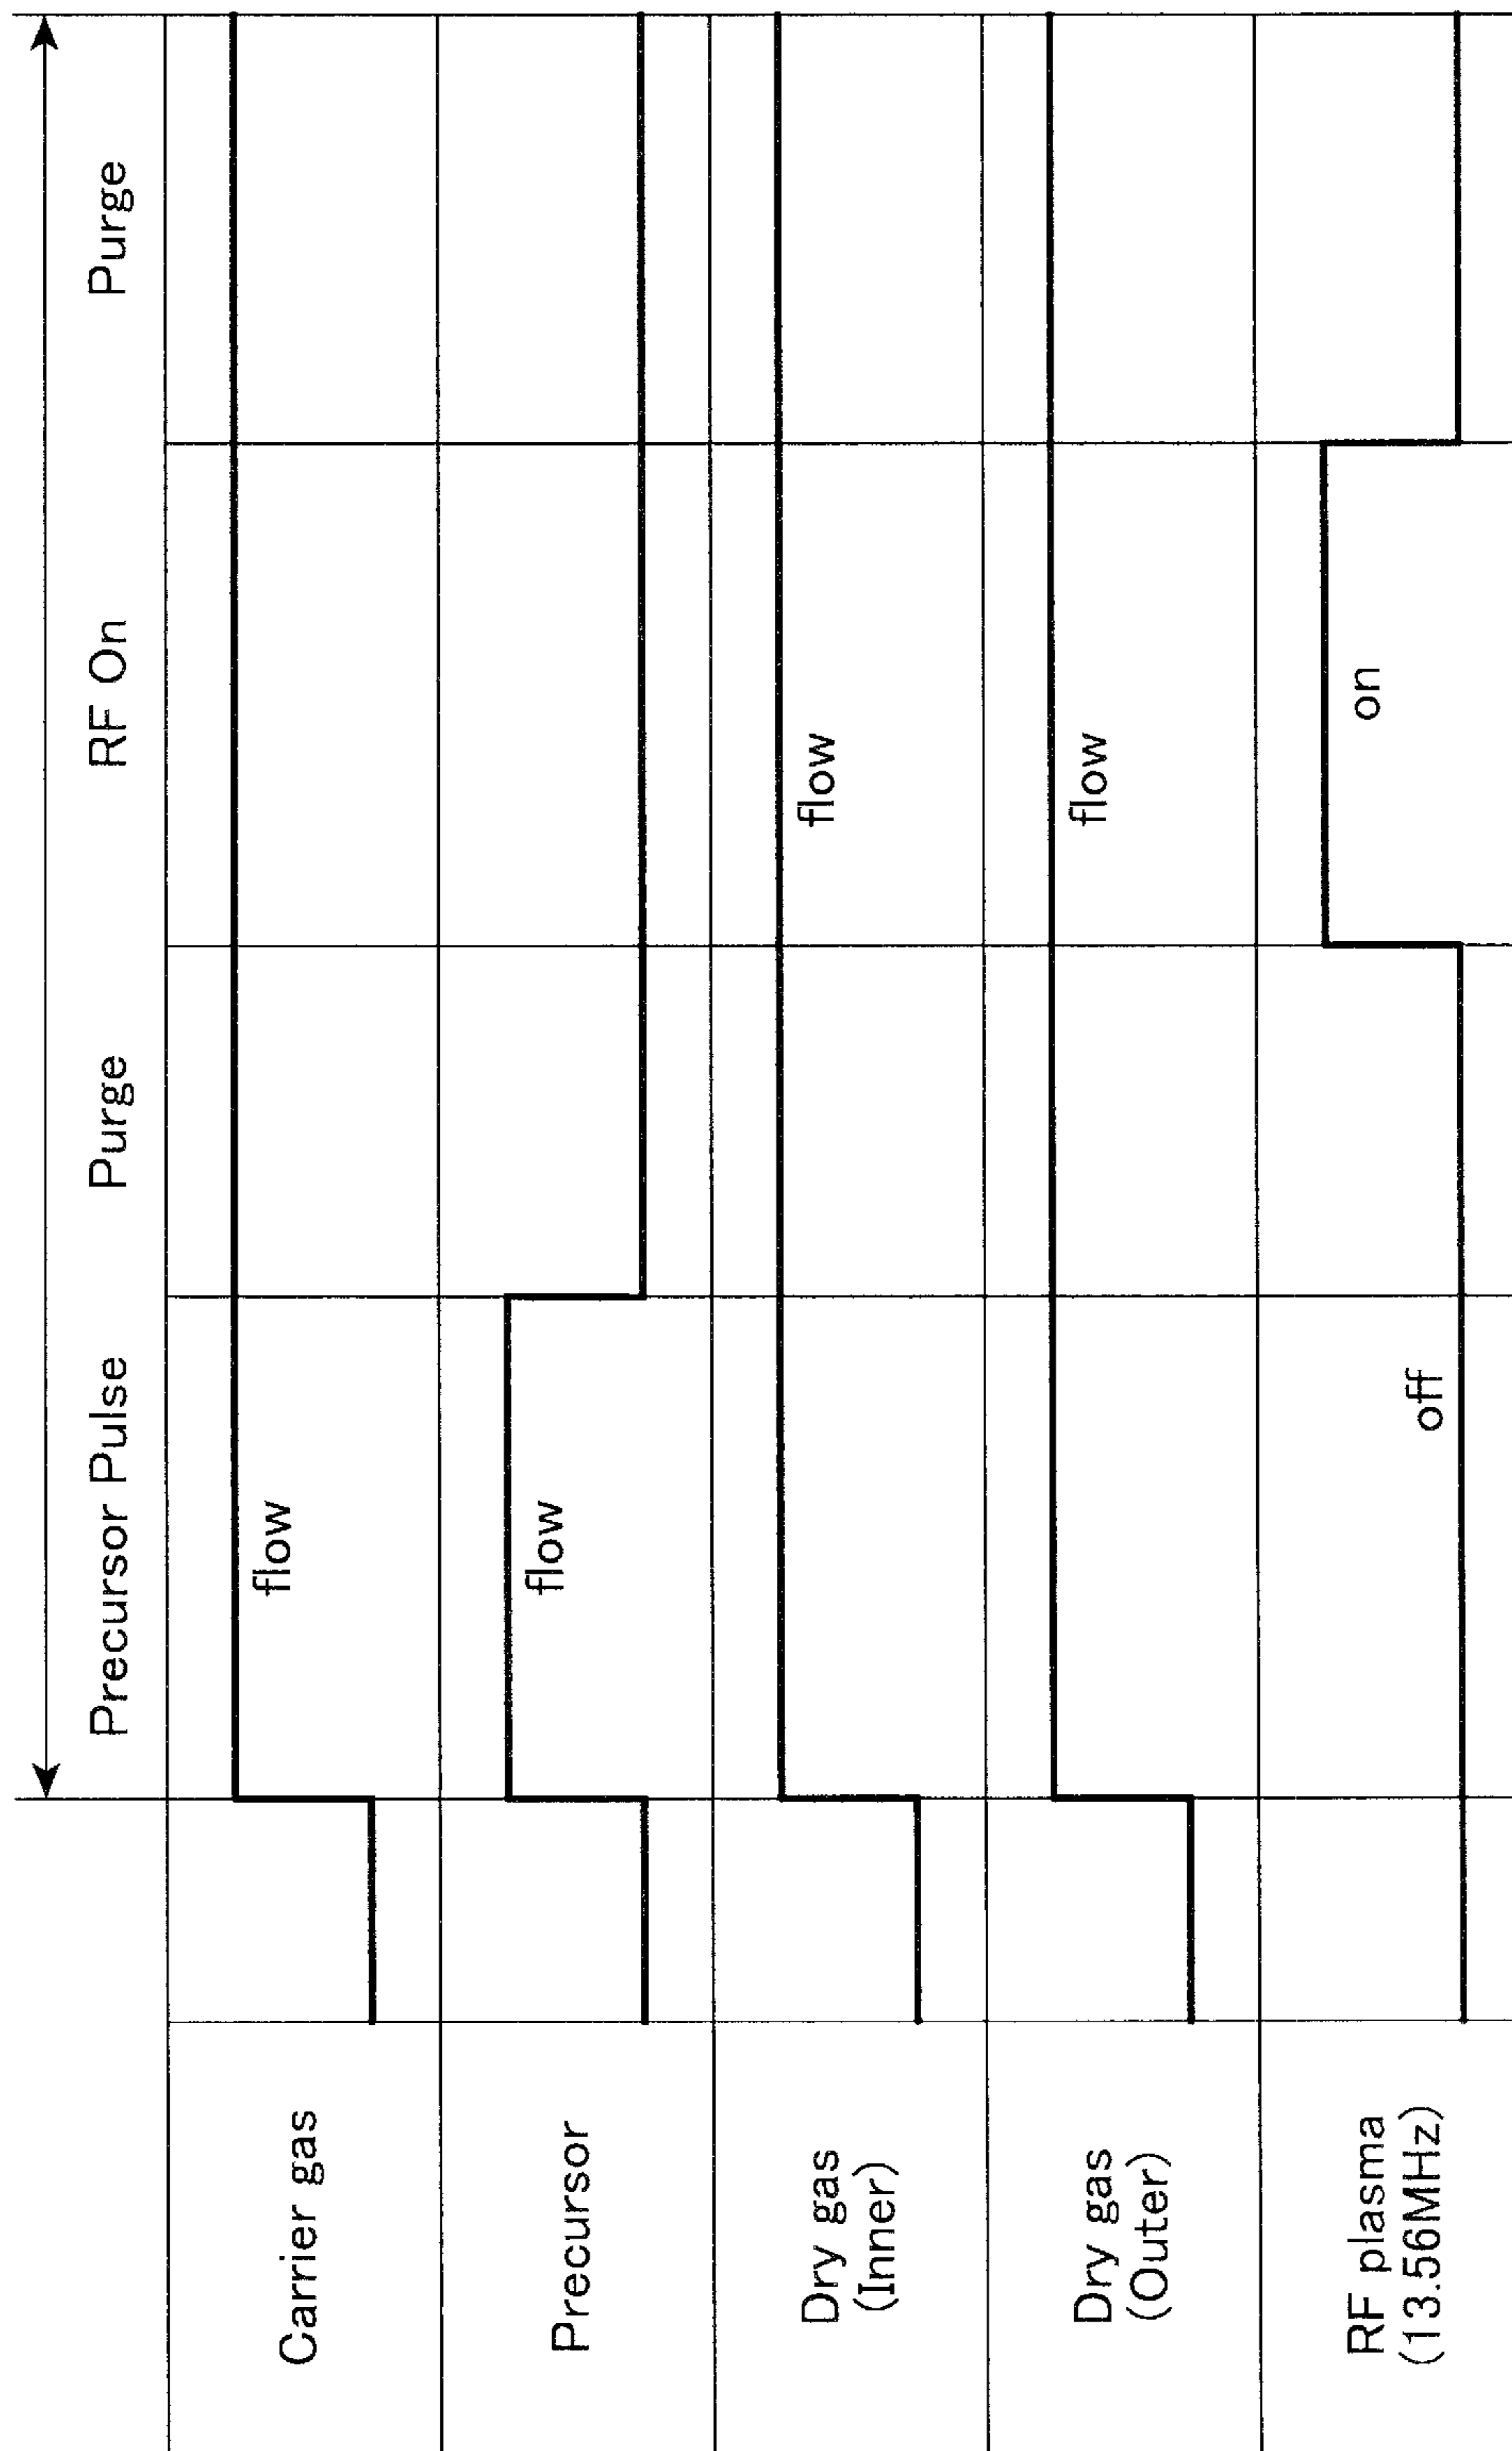 Precursor Pulse
Purge
RF On
Purge
Carrier gas
flow
Precursor
flow
Dry gas
(Inner)
flow
Dry gas
(Outer)
flow
RF plasma
(13.56MHz)
off
on